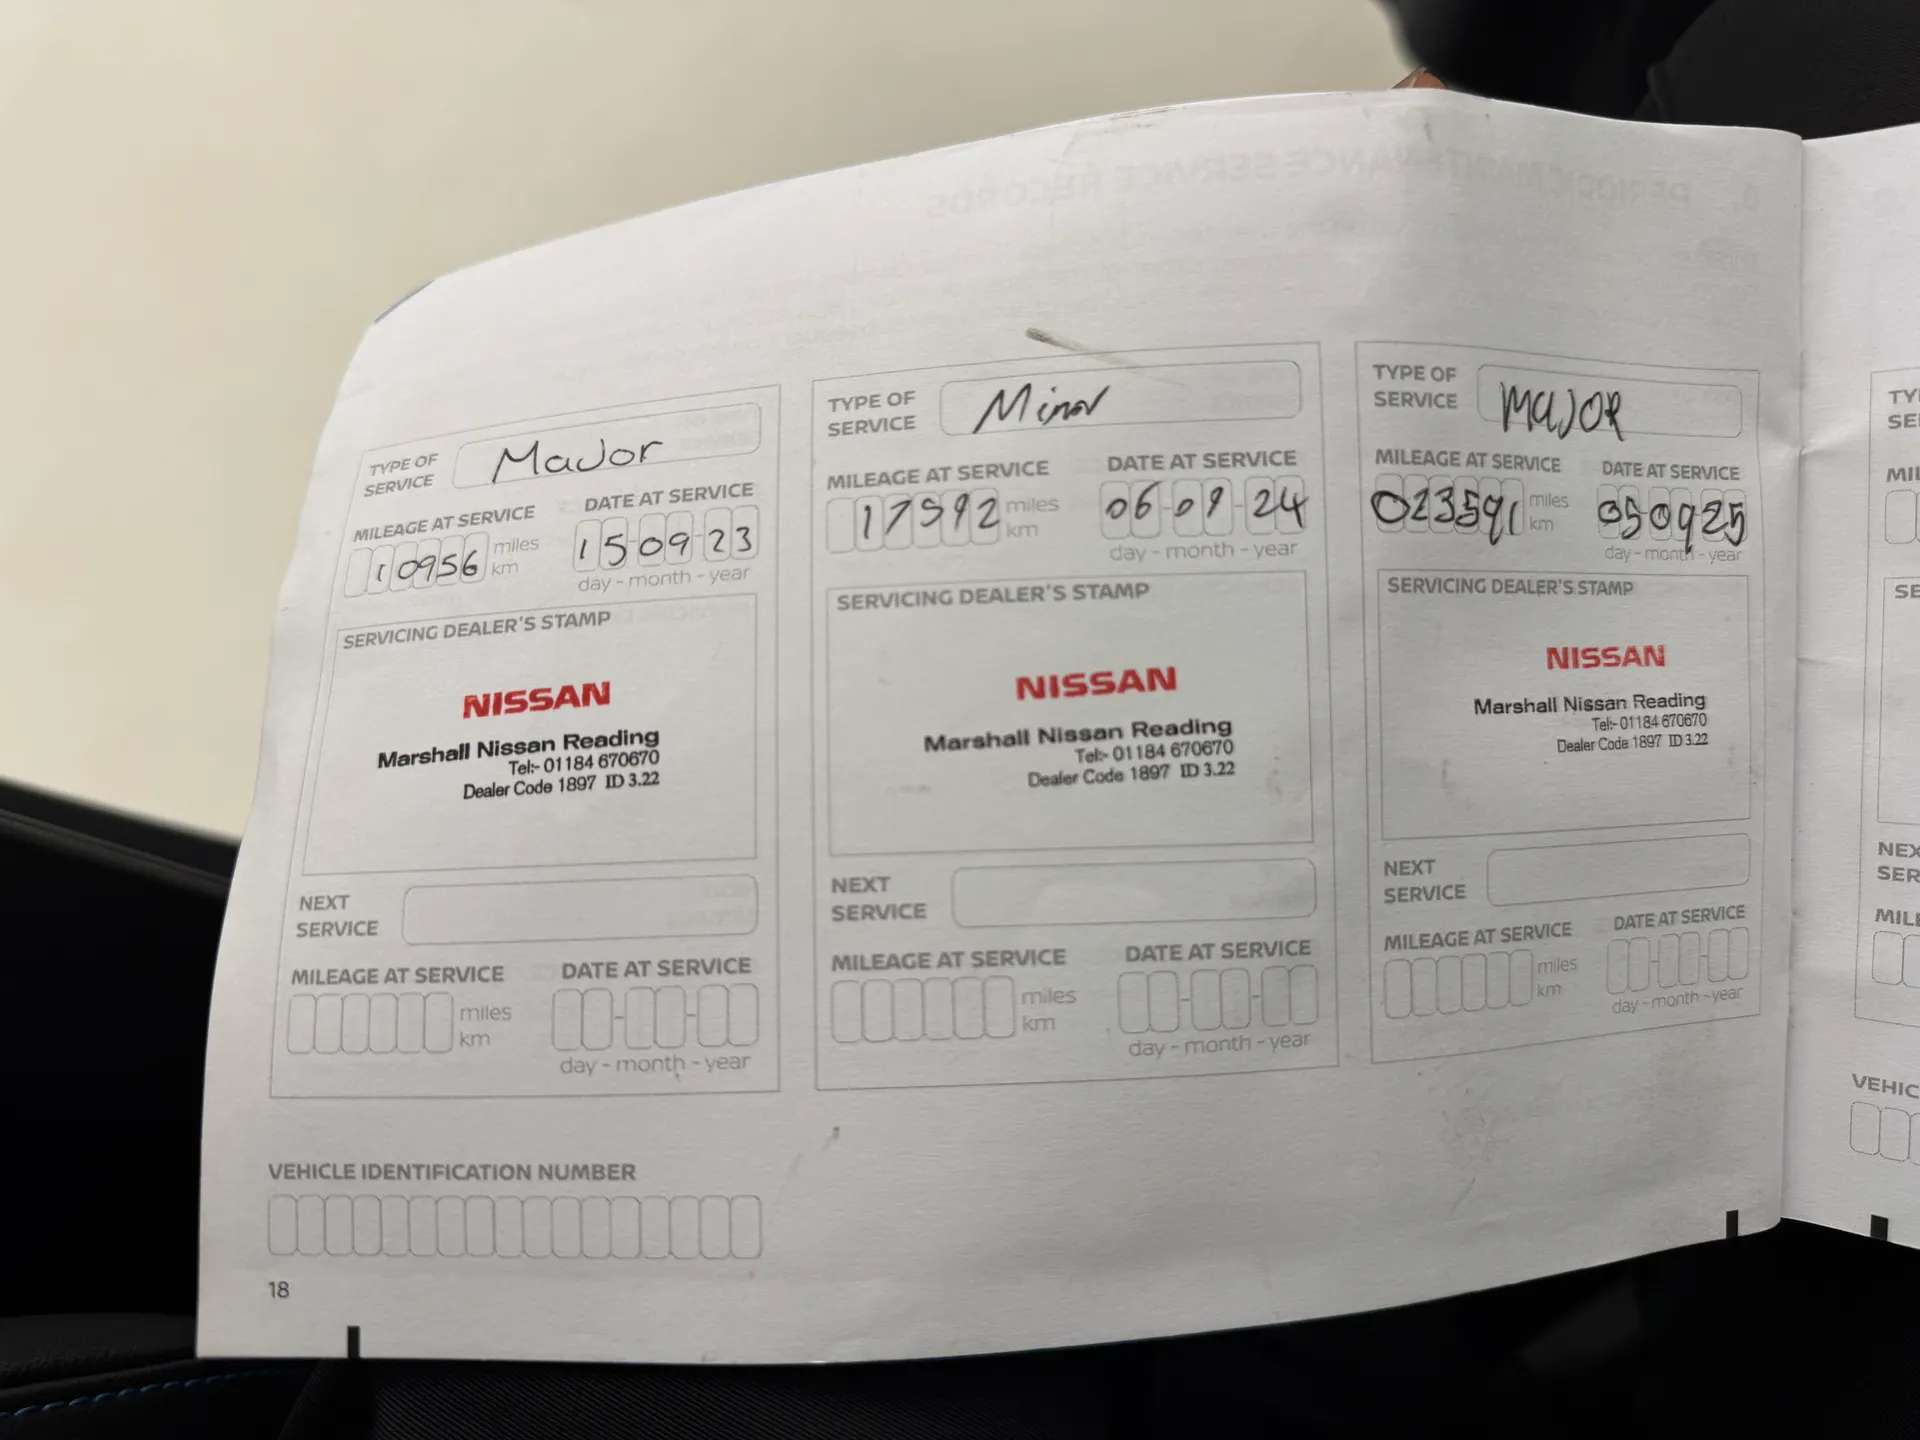 TYPE OF
SERVICE
MaJor
MILEAGE AT SERVICE
DATE AT SERVICE
10956
miles
km
15-09-23
day - month - year
SERVICING DEALER'S STAMP
NISSAN
Marshall Nissan Reading
Tel:- 01184 670670
Dealer Code 1897 ID 3.22
NEXT
SERVICE
MILEAGE AT SERVICE
DATE AT SERVICE
miles
km
day - month - year
TYPE OF
SERVICE
Minor
MILEAGE AT SERVICE
DATE AT SERVICE
17592
miles
km
06-09-24
day - month - year
SERVICING DEALER'S STAMP
NISSAN
Marshall Nissan Reading
Tel:- 01184 670670
Dealer Code 1897 ID 3.22
NEXT
SERVICE
MILEAGE AT SERVICE
DATE AT SERVICE
miles
km
day - month - year
TYPE OF
SERVICE
MAJOR
MILEAGE AT SERVICE
DATE AT SERVICE
023591
miles
km
05-09-25
day - month - year
SERVICING DEALER'S STAMP
NISSAN
Marshall Nissan Reading
Tel:- 01184 670670
Dealer Code 1897 ID 3.22
NEXT
SERVICE
MILEAGE AT SERVICE
DATE AT SERVICE
miles
km
day - month - year
VEHICLE IDENTIFICATION NUMBER
18